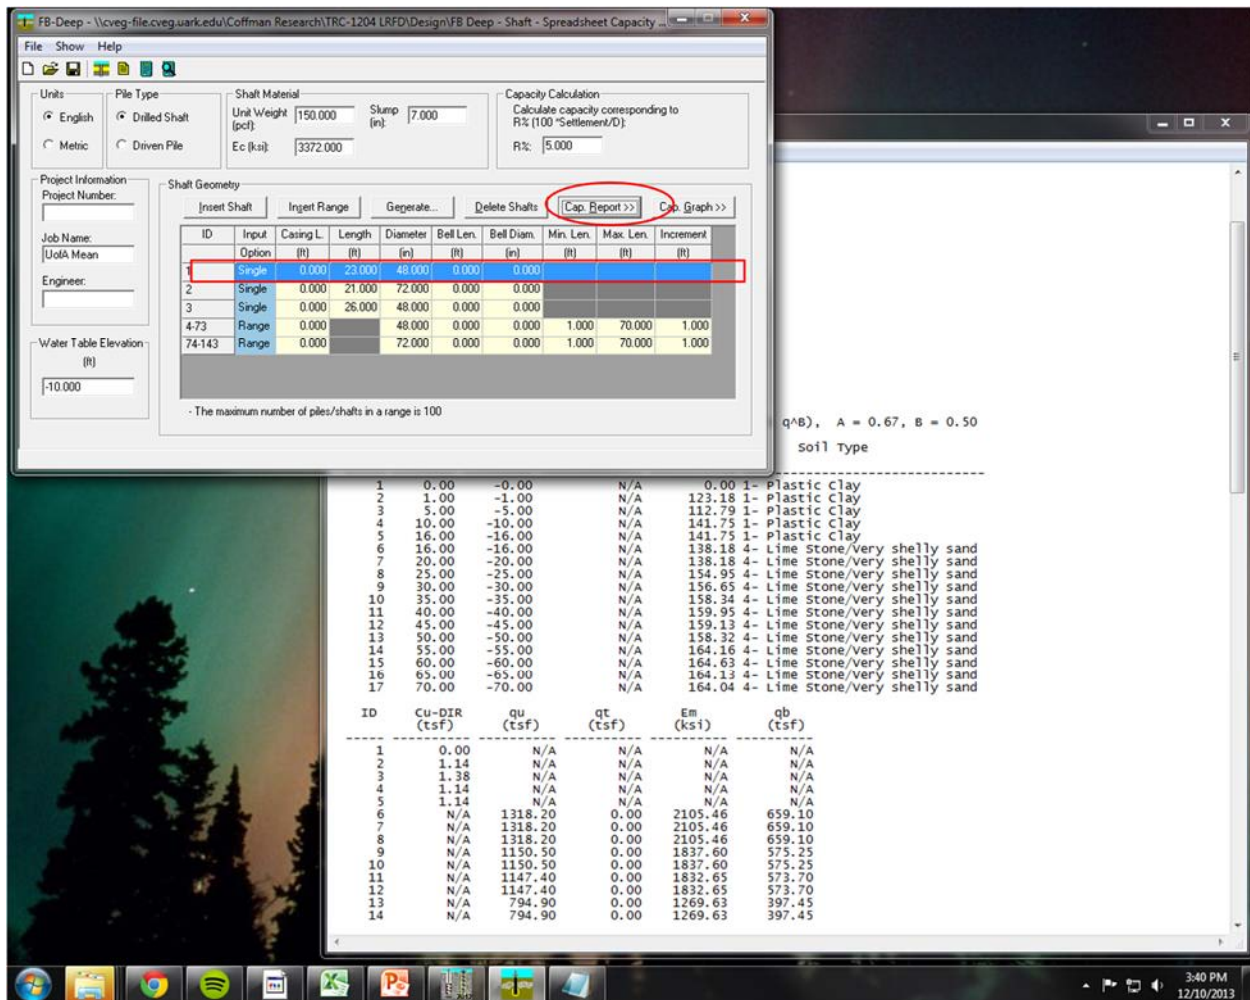 FB-Deep - \\cveg-file.cveg.uark.edu\Coffman Research\TRC-1204 LRFD\Design\FB Deep - Shaft - Spreadsheet Capacity ...
File Show Help
Units
English
Metric
Pile Type
Drilled Shaft
Driven Pile
Shaft Material
Unit Weight (pcf): 150.000 Slump (in): 7.000
Ec (ksi): 3372.000
Capacity Calculation
Calculate capacity corresponding to
R% (100 *Settlement/D):
R%: 5.000
Project Information
Project Number:
Job Name:
UofA Mean
Engineer:
Water Table Elevation
(ft)
-10.000
Shaft Geometry
Insert Shaft Insert Range Generate... Delete Shafts Cap. Report >> Cap. Graph >>
ID Input Casing L. Length Diameter Bell Len. Bell Diam. Min. Len. Max. Len. Increment
Option (ft) (ft) (in) (ft) (in) (ft) (ft) (ft)
1 Single 0.000 23.000 48.000 0.000 0.000
2 Single 0.000 21.000 72.000 0.000 0.000
3 Single 0.000 26.000 48.000 0.000 0.000
4-73 Range 0.000 48.000 0.000 0.000 1.000 70.000 1.000
74-143 Range 0.000 72.000 0.000 0.000 1.000 70.000 1.000
- The maximum number of piles/shafts in a range is 100
q^B), A = 0.67, B = 0.50
Soil Type
1 0.00 -0.00 N/A 0.00 1- Plastic Clay
2 1.00 -1.00 N/A 123.18 1- Plastic Clay
3 5.00 -5.00 N/A 112.79 1- Plastic Clay
4 10.00 -10.00 N/A 141.75 1- Plastic Clay
5 16.00 -16.00 N/A 141.75 1- Plastic Clay
6 16.00 -16.00 N/A 138.18 4- Lime Stone/Very shelly sand
7 20.00 -20.00 N/A 138.18 4- Lime Stone/Very shelly sand
8 25.00 -25.00 N/A 154.95 4- Lime Stone/Very shelly sand
9 30.00 -30.00 N/A 156.65 4- Lime Stone/Very shelly sand
10 35.00 -35.00 N/A 158.34 4- Lime Stone/Very shelly sand
11 40.00 -40.00 N/A 159.95 4- Lime Stone/Very shelly sand
12 45.00 -45.00 N/A 159.13 4- Lime Stone/Very shelly sand
13 50.00 -50.00 N/A 158.32 4- Lime Stone/Very shelly sand
14 55.00 -55.00 N/A 164.16 4- Lime Stone/Very shelly sand
15 60.00 -60.00 N/A 164.63 4- Lime Stone/Very shelly sand
16 65.00 -65.00 N/A 164.13 4- Lime Stone/Very shelly sand
17 70.00 -70.00 N/A 164.04 4- Lime Stone/Very shelly sand
ID Cu-DIR qu qt Em qb
(tsf) (tsf) (tsf) (ksi) (tsf)
1 0.00 N/A N/A N/A N/A
2 1.14 N/A N/A N/A N/A
3 1.38 N/A N/A N/A N/A
4 1.14 N/A N/A N/A N/A
5 1.14 N/A N/A N/A N/A
6 N/A 1318.20 0.00 2105.46 659.10
7 N/A 1318.20 0.00 2105.46 659.10
8 N/A 1318.20 0.00 2105.46 659.10
9 N/A 1150.50 0.00 1837.60 575.25
10 N/A 1150.50 0.00 1837.60 575.25
11 N/A 1147.40 0.00 1832.65 573.70
12 N/A 1147.40 0.00 1832.65 573.70
13 N/A 794.90 0.00 1269.63 397.45
14 N/A 794.90 0.00 1269.63 397.45
3:40 PM
12/10/2013